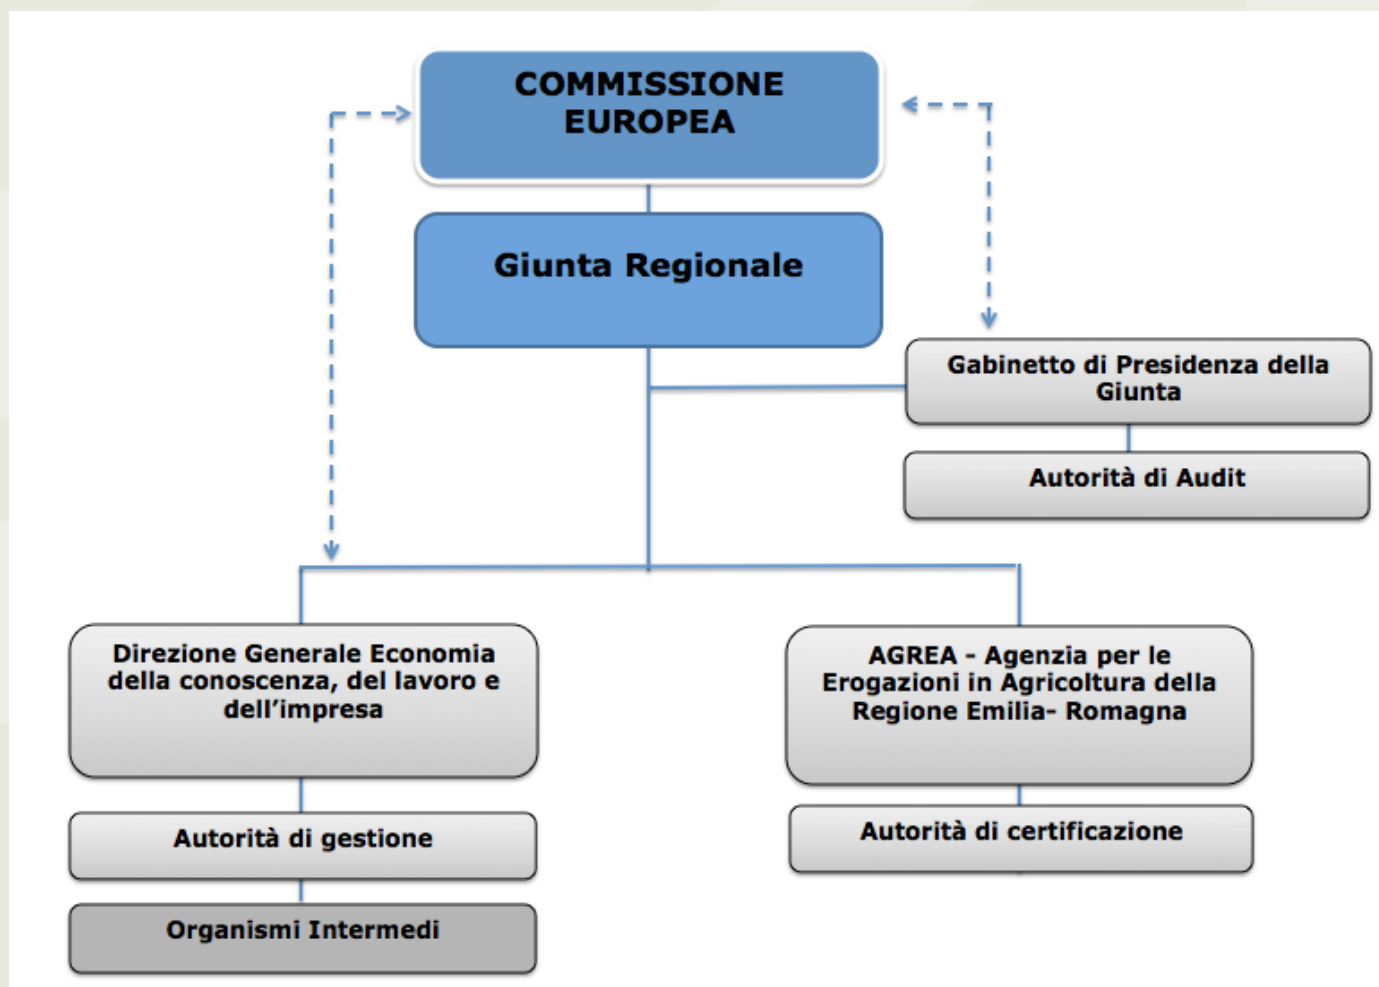 COMMISSIONE
EUROPEA
Giunta Regionale
Gabinetto di Presidenza della
Giunta
Autorità di Audit
Direzione Generale Economia
della conoscenza, del lavoro e
dell’impresa
AGREA - Agenzia per le
Erogazioni in Agricoltura della
Regione Emilia- Romagna
Autorità di gestione
Autorità di certificazione
Organismi Intermedi